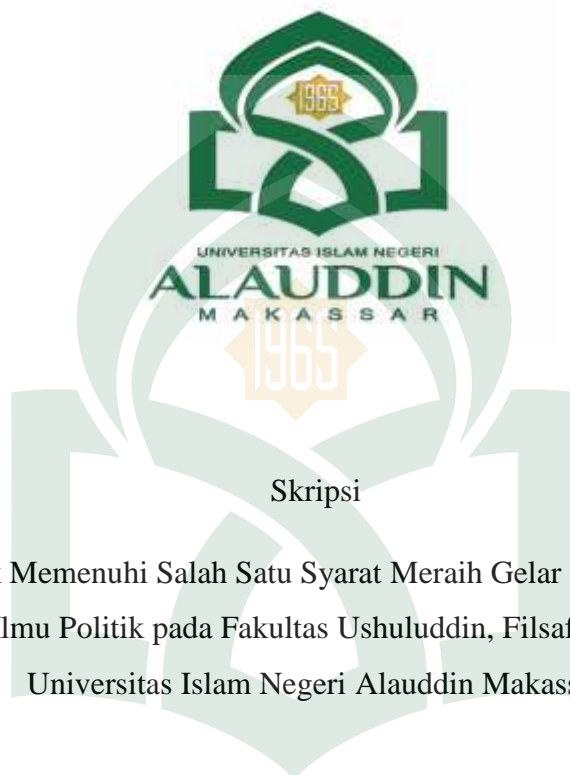 1965
UNIVERSITAS ISLAM NEGERI
ALAUDDIN
MAKASSAR
1965
Skripsi
Memenuhi Salah Satu Syarat Meraih Gelar
Ilmu Politik pada Fakultas Ushuluddin,
Universitas Islam Negeri Alauddin